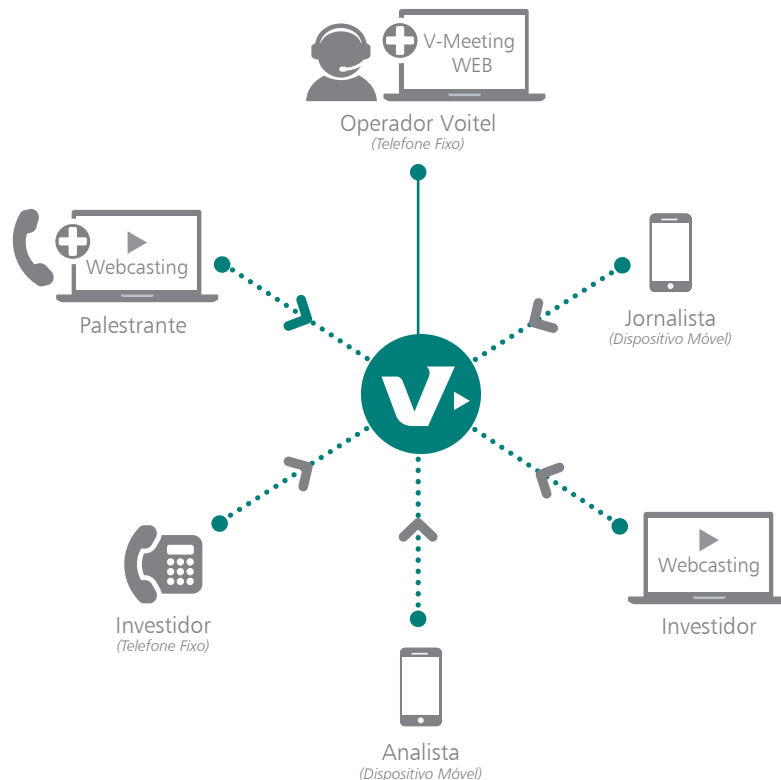 V-Meeting
WEB
Operador Voitel
(Telefone Fixo)
Webcasting
Palestrante
Jornalista
(Dispositivo Móvel)
V
Investidor
(Telefone Fixo)
Webcasting
Investidor
Analista
(Dispositivo Móvel)